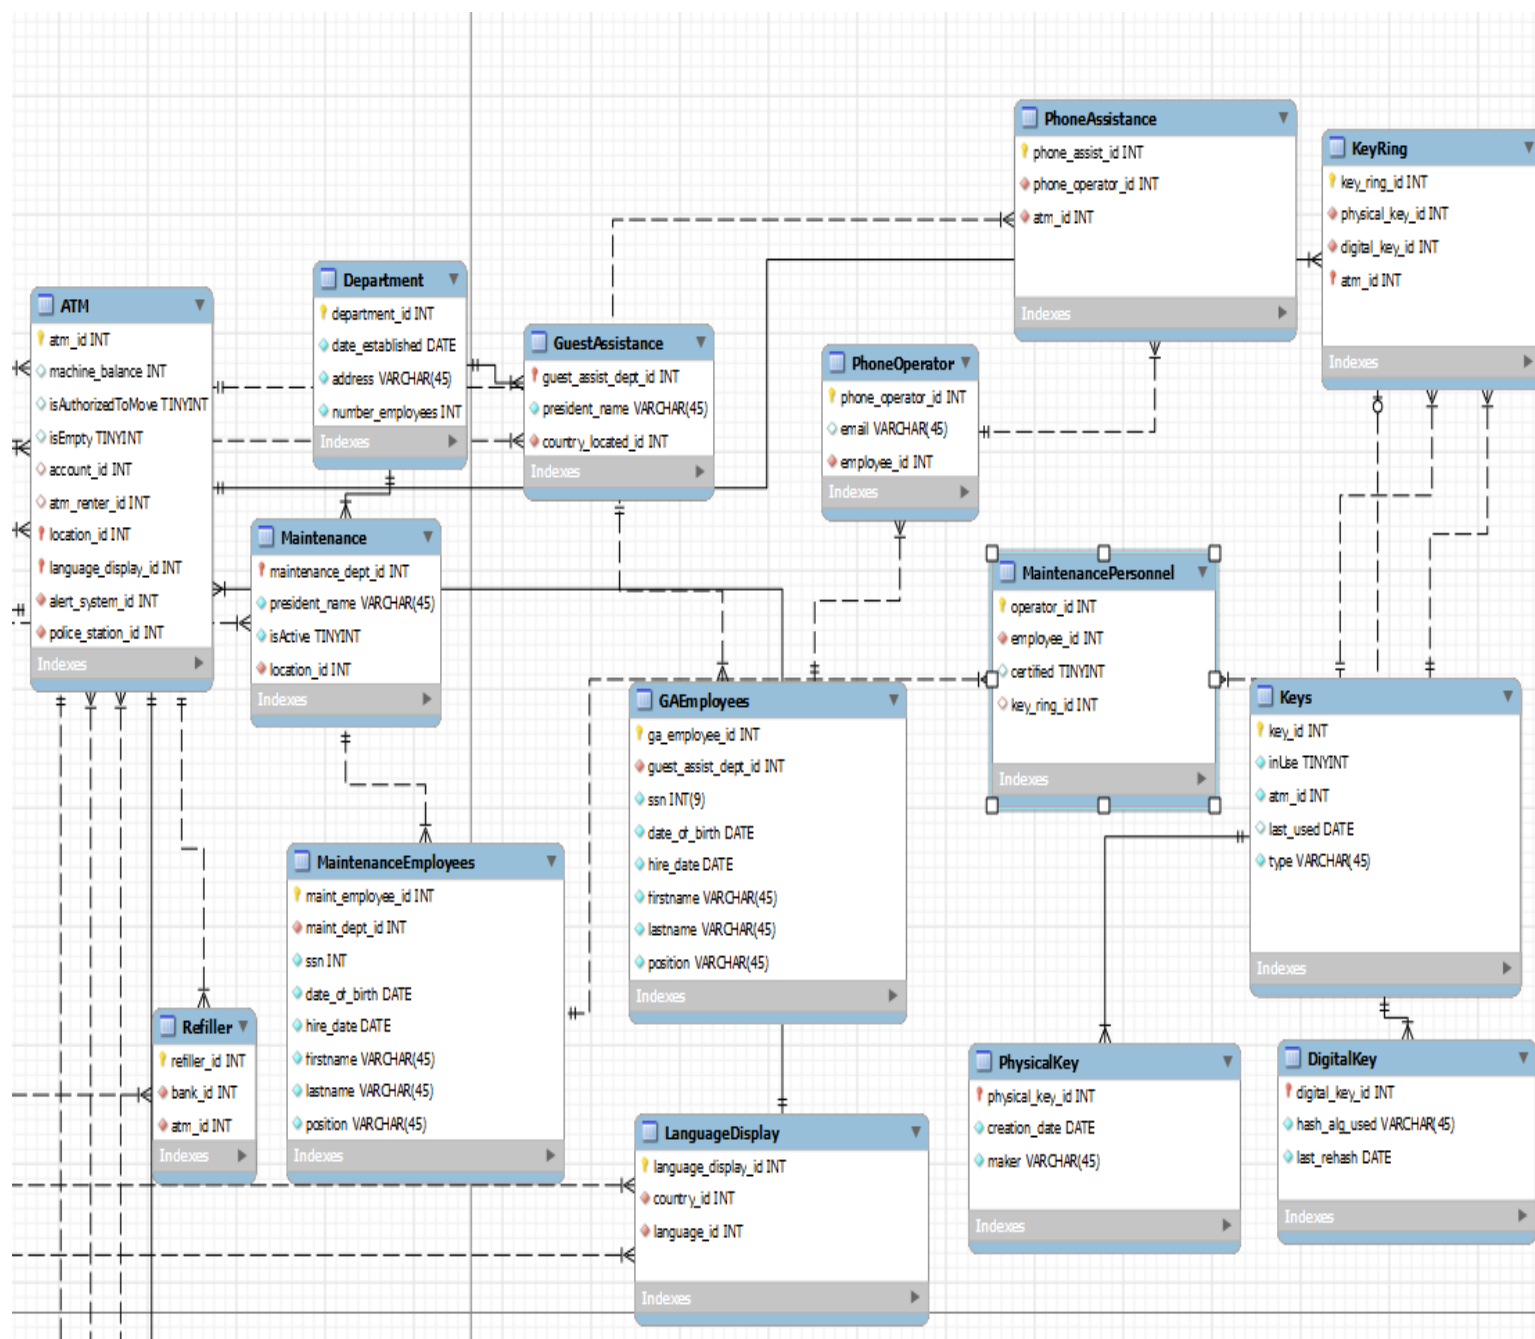 PhoneAssistance
phone_assist_id INT
phone_operator_id INT
atm_id INT
Indexes
KeyRing
key_ring_id INT
physical_key_id INT
digital_key_id INT
atm_id INT
Indexes
Department
department_id INT
date_established DATE
address VARCHAR(45)
number_employees INT
Indexes
ATM
atm_id INT
machine_balance INT
isAuthorizedToMove TINYINT
isEmpty TINYINT
account_id INT
atm_renter_id INT
location_id INT
language_display_id INT
alert_system_id INT
police_station_id INT
Indexes
GuestAssistance
guest_assist_dept_id INT
president_name VARCHAR(45)
country_located_id INT
Indexes
PhoneOperator
phone_operator_id INT
email VARCHAR(45)
employee_id INT
Indexes
Maintenance
maintenance_dept_id INT
president_name VARCHAR(45)
isActive TINYINT
location_id INT
Indexes
MaintenancePersonnel
operator_id INT
employee_id INT
certified TINYINT
key_ring_id INT
Indexes
GAEmployees
ga_employee_id INT
guest_assist_dept_id INT
ssn INT(9)
date_of_birth DATE
hire_date DATE
firstname VARCHAR(45)
lastname VARCHAR(45)
position VARCHAR(45)
Indexes
Keys
key_id INT
inUse TINYINT
atm_id INT
last_used DATE
type VARCHAR(45)
Indexes
MaintenanceEmployees
maint_employee_id INT
maint_dept_id INT
ssn INT
date_of_birth DATE
hire_date DATE
firstname VARCHAR(45)
lastname VARCHAR(45)
position VARCHAR(45)
Indexes
Refiller
refiller_id INT
bank_id INT
atm_id INT
Indexes
PhysicalKey
physical_key_id INT
creation_date DATE
maker VARCHAR(45)
Indexes
DigitalKey
digital_key_id INT
hash_alg_used VARCHAR(45)
last_rehash DATE
Indexes
LanguageDisplay
language_display_id INT
country_id INT
language_id INT
Indexes